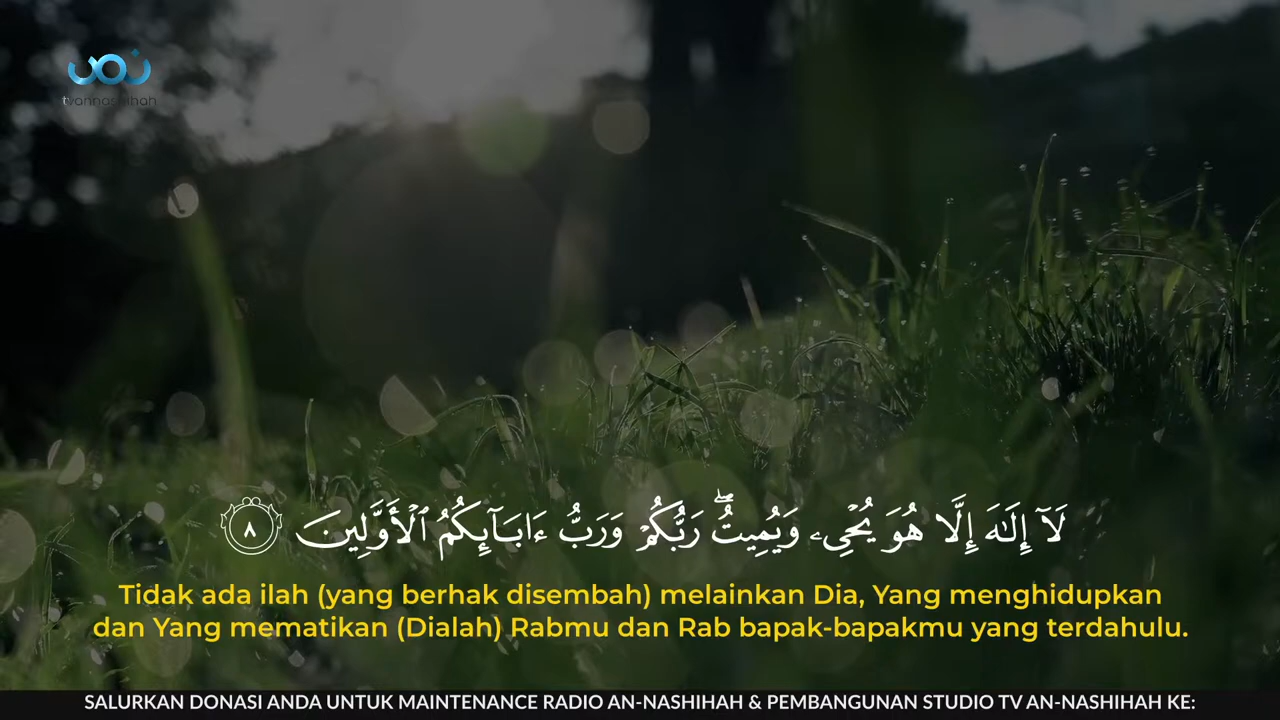 tvannashihah
لَآ إِلَٰهَ إِلَّا هُوَ يُحْىِۦ وَيُمِيتُ ۖ رَبُّكُمْ وَرَبُّ ءَابَآئِكُمُ ٱلْأَوَّلِينَ ٨
Tidak ada ilah (yang berhak disembah) melainkan Dia, Yang menghidupkan
dan Yang mematikan (Dialah) Rabmu dan Rab bapak-bapakmu yang terdahulu.
SALURKAN DONASI ANDA UNTUK MAINTENANCE RADIO AN-NASHIHAH & PEMBANGUNAN STUDIO TV AN-NASHIHAH KE: